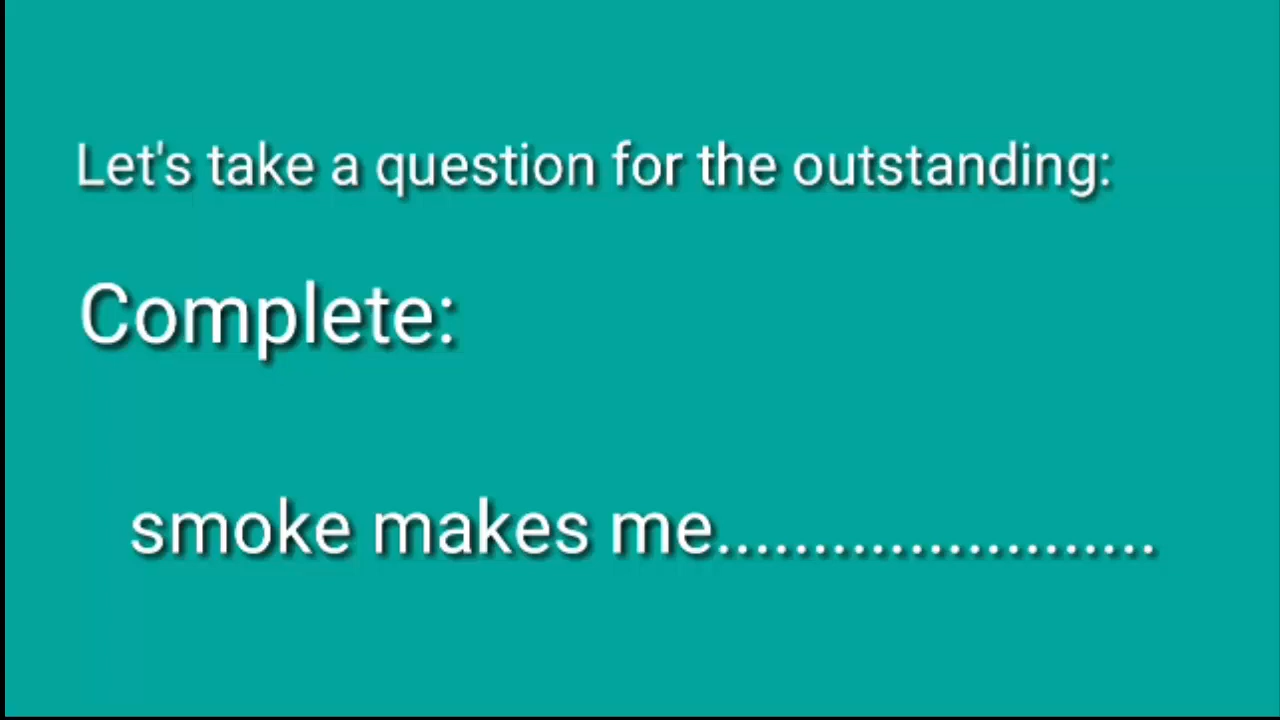 Let's take a question for the outstanding:
Complete:
smoke makes me......................